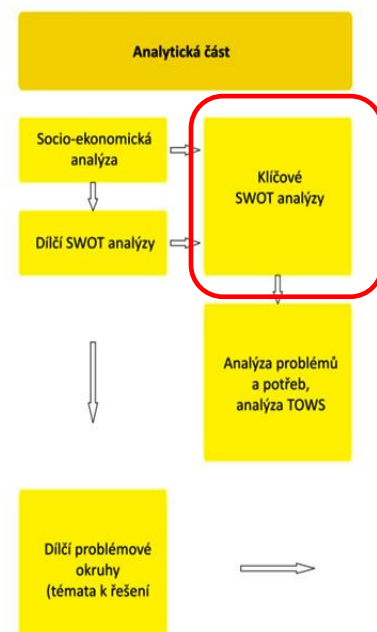 Analytická část
Socio-ekonomická
analýza
Klíčové
SWOT analýzy
Dílčí SWOT analýzy
Analýza problémů
a potřeb,
analýza TOWS
Dílčí problémové
okruhy
(témata k řešení